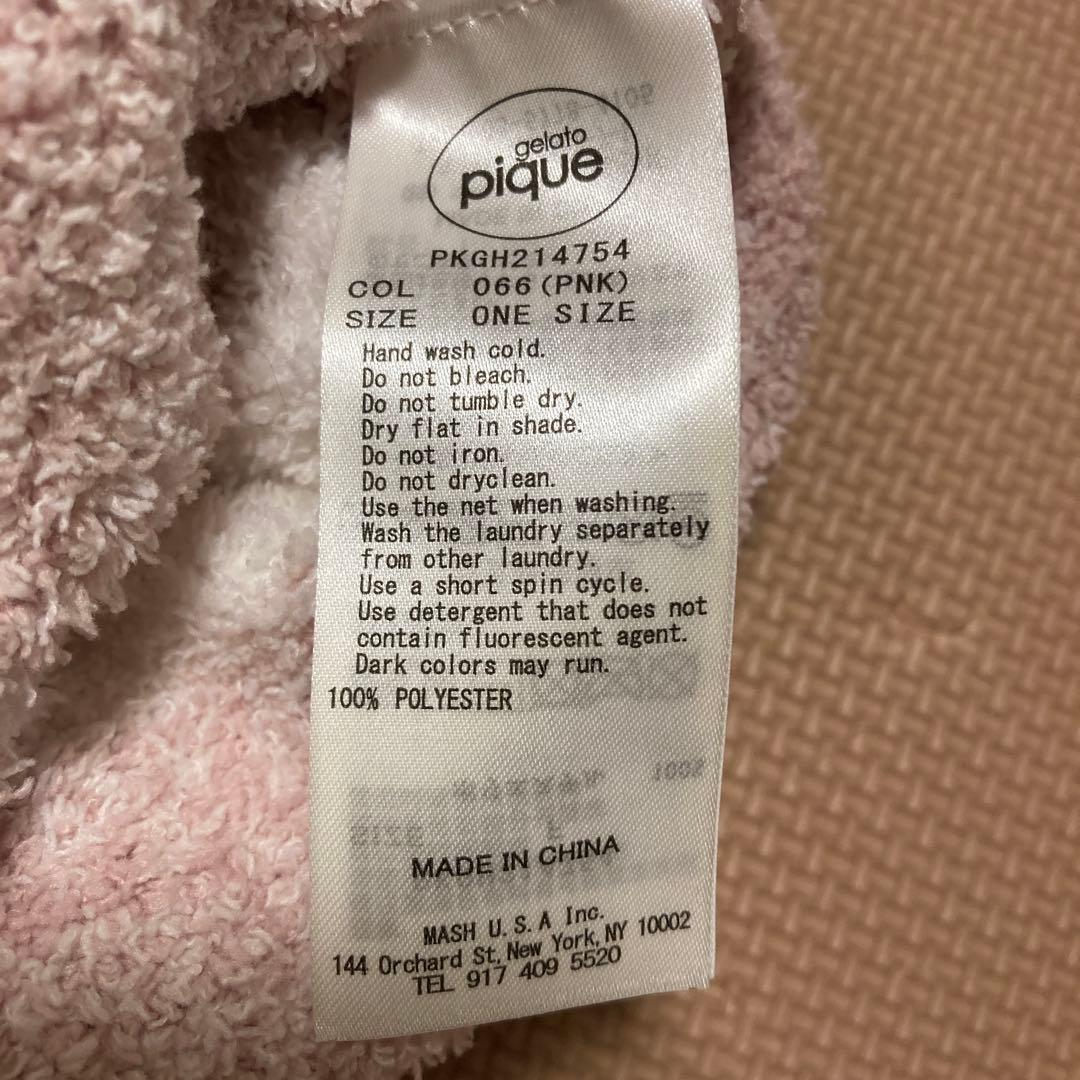 gelato
pique
PKGH214754
COL 066(PNK)
SIZE ONE SIZE
Hand wash cold.
Do not bleach.
Do not tumble dry.
Dry flat in shade.
Do not iron.
Do not dryclean.
Use the net when washing.
Wash the laundry separately
from other laundry.
Use a short spin cycle.
Use detergent that does not
contain fluorescent agent.
Dark colors may run.
100% POLYESTER
MADE IN CHINA
MASH U.S.A Inc.
144 Orchard St, New York, NY 10002
TEL 917 409 5520